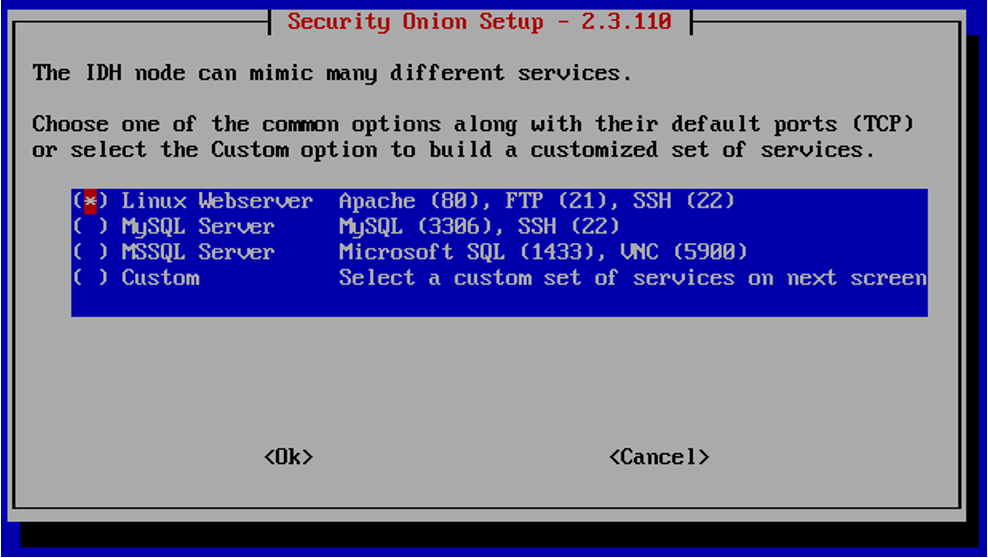 Security Onion Setup - 2.3.110
The IDH node can mimic many different services.
Choose one of the common options along with their default ports (TCP)
or select the Custom option to build a customized set of services.
(*) Linux Webserver  Apache (80), FTP (21), SSH (22)
( ) MySQL Server     MySQL (3306), SSH (22)
( ) MSSQL Server     Microsoft SQL (1433), VNC (5900)
( ) Custom           Select a custom set of services on next screen
<Ok>                 <Cancel>